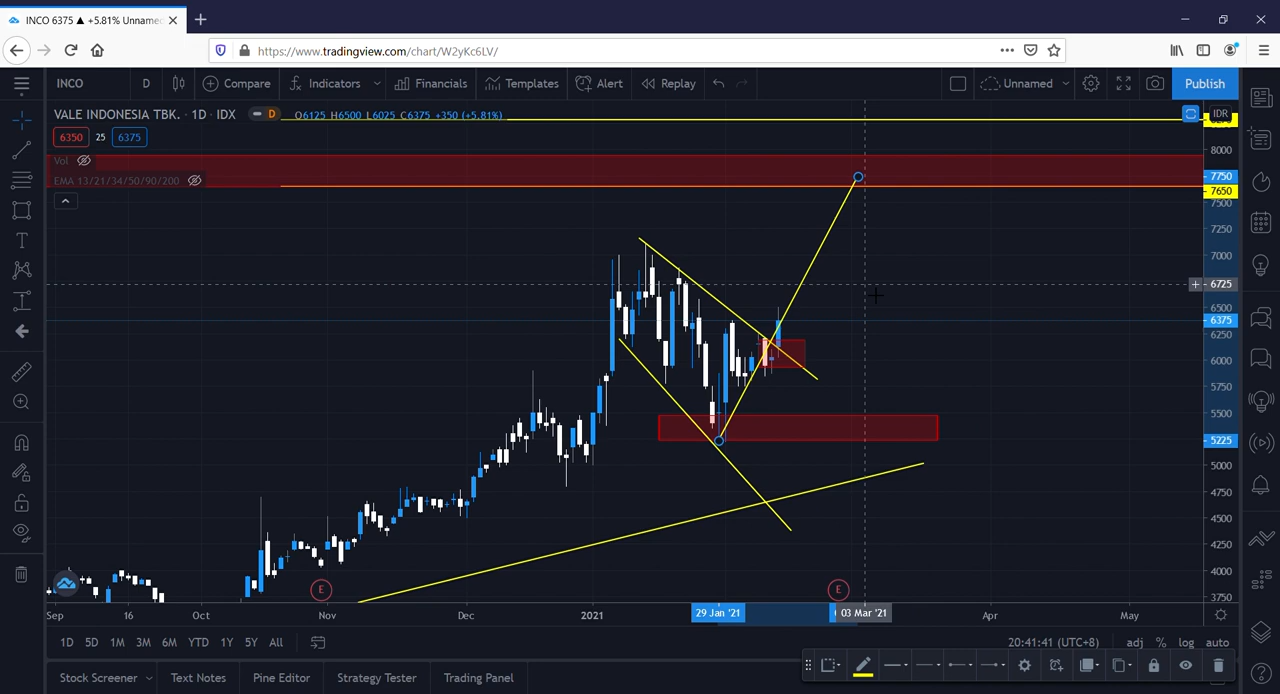 INCO 6375 ▲ +5.81% Unname
https://www.tradingview.com/chart/W2yKc6LV/
INCO D Compare Indicators Financials Templates Alert Replay Unnamed Publish
VALE INDONESIA TBK. · 1D · IDX D O6125 H6500 L6025 C6375 +350 (+5.81%)
6350 25 6375
Vol
EMA 13/21/34/50/90/200
IDR
8000
7750
7650
7500
7250
7000
6725
6500
6375
6250
6000
5750
5500
5225
5000
4750
4500
4250
4000
3750
E E
Sep 16 Oct Nov Dec 2021 29 Jan '21 03 Mar '21 Apr May
1D 5D 1M 3M 6M YTD 1Y 5Y All 20:41:41 (UTC+8) adj % log auto
Stock Screener Text Notes Pine Editor Strategy Tester Trading Panel